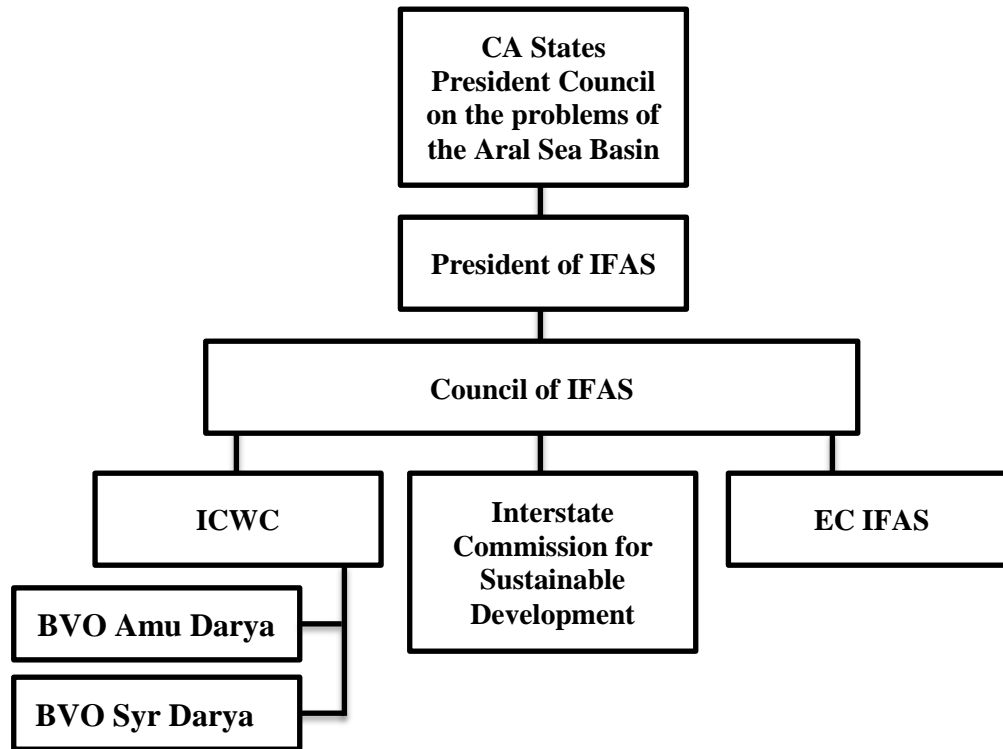 CA States
President Council
on the problems of
the Aral Sea Basin
President of IFAS
Council of IFAS
ICWC
Interstate
Commission for
Sustainable
Development
EC IFAS
BVO Amu Darya
BVO Syr Darya